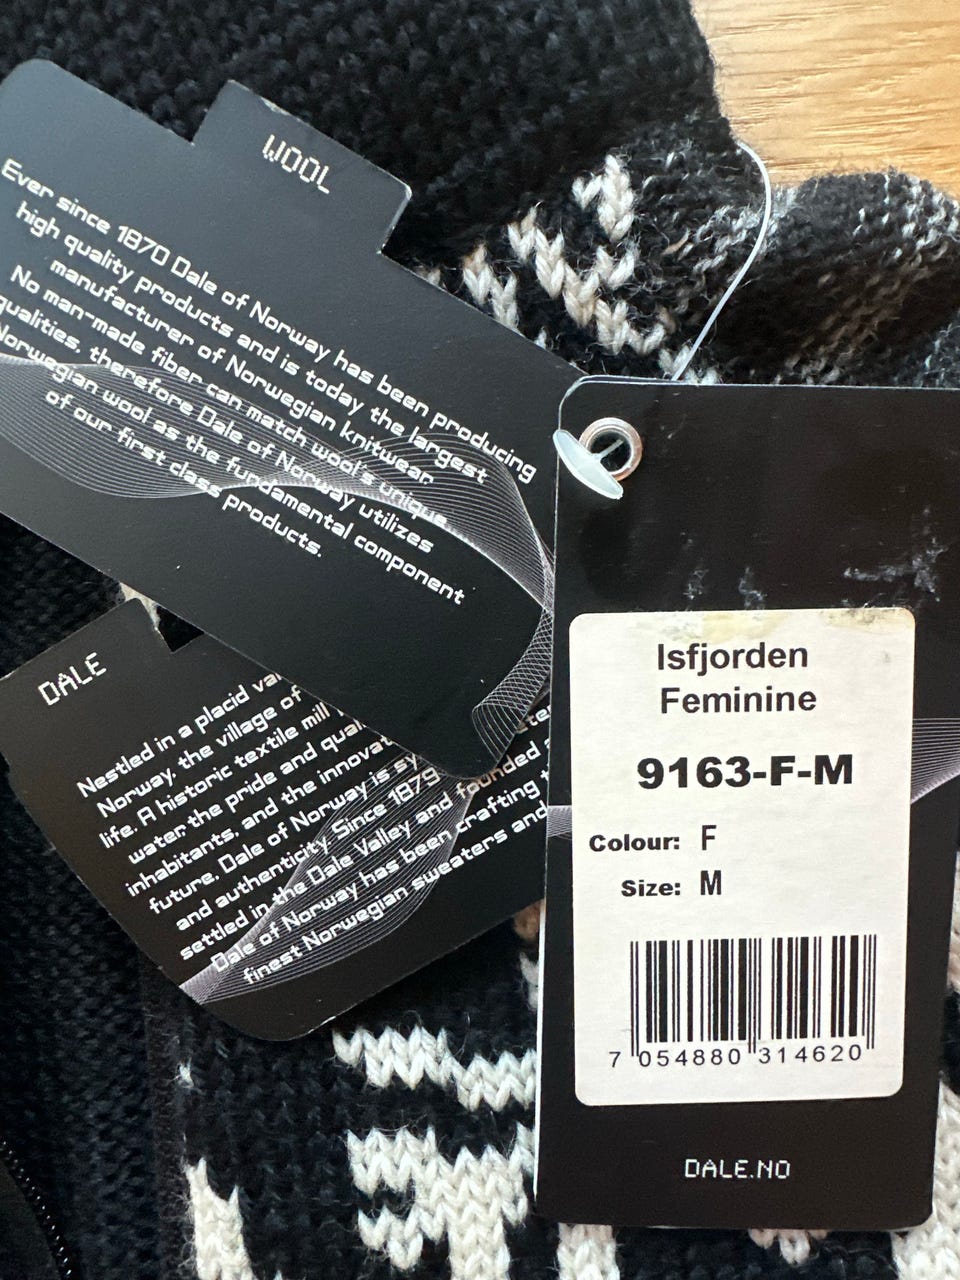 WOOL
Ever since 1870 Dale of Norway has been producing
high quality products and is today the largest
manufacturer of Norwegian knitwear.
No man-made fiber can match wool's unique
qualities, therefore Dale of Norway utilizes
Norwegian wool as the fundamental component
of our first class products.
DALE
Nestled in a placid
Norway, the village of
life. A historic textile mill
water, the pride and
inhabitants, and the
future, Dale of Norway is
and authenticity. Since 1879
settled in the Dale Valley and founded
Dale of Norway has been crafting
finest Norwegian sweaters and
Isfjorden
Feminine
9163-F-M
Colour: F
Size: M
7 054880 314620
DALE.NO